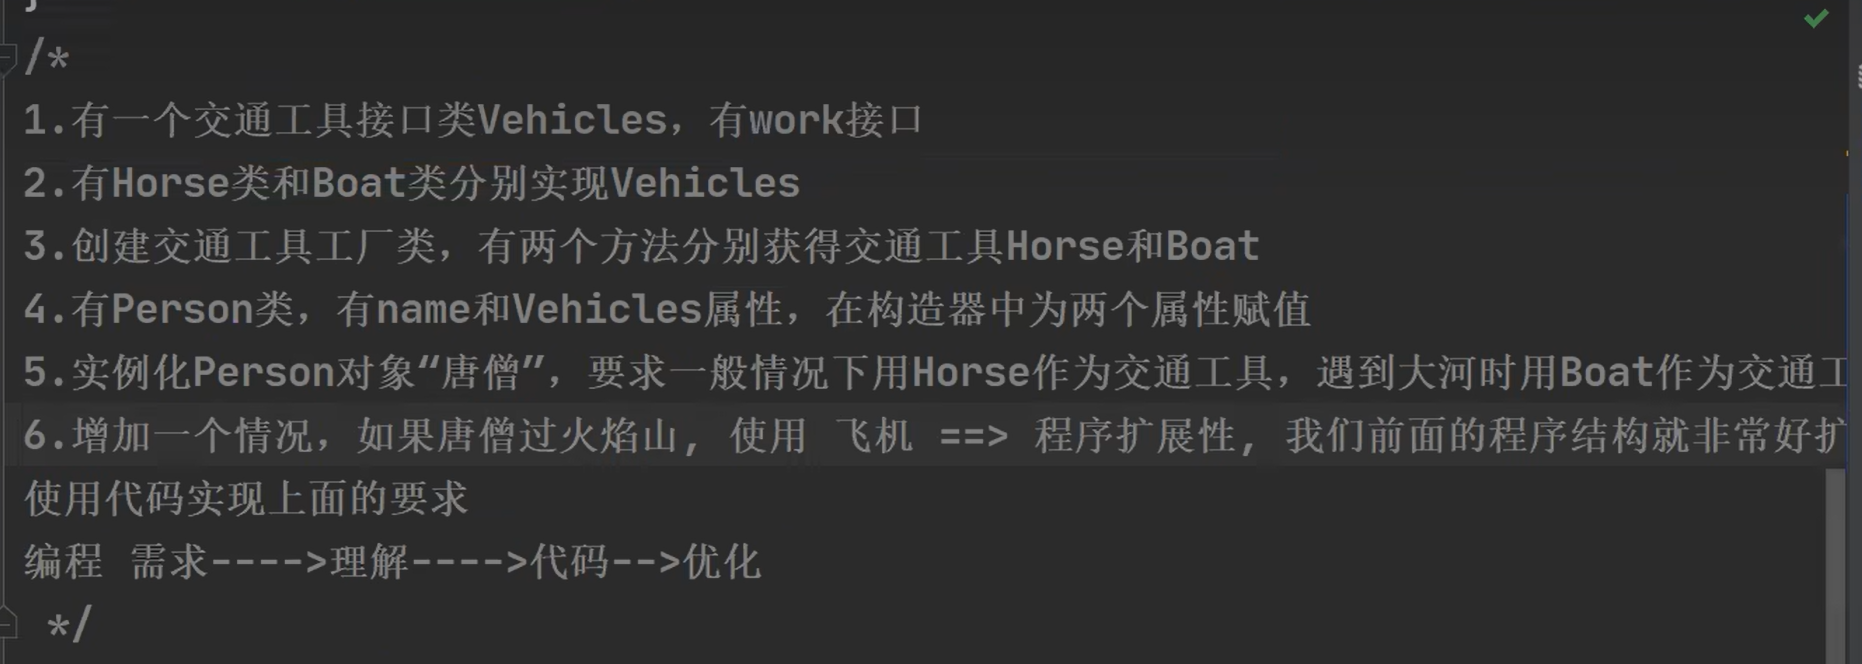 /*
1.有一个交通工具接口类Vehicles，有work接口
2.有Horse类和Boat类分别实现Vehicles
3.创建交通工具工厂类，有两个方法分别获得交通工具Horse和Boat
4.有Person类，有name和Vehicles属性，在构造器中为两个属性赋值
5.实例化Person对象“唐僧”，要求一般情况下用Horse作为交通工具，遇到大河时用Boat作为交通工
6.增加一个情况，如果唐僧过火焰山, 使用 飞机 ==> 程序扩展性, 我们前面的程序结构就非常好扩
使用代码实现上面的要求
编程 需求---->理解---->代码-->优化
*/